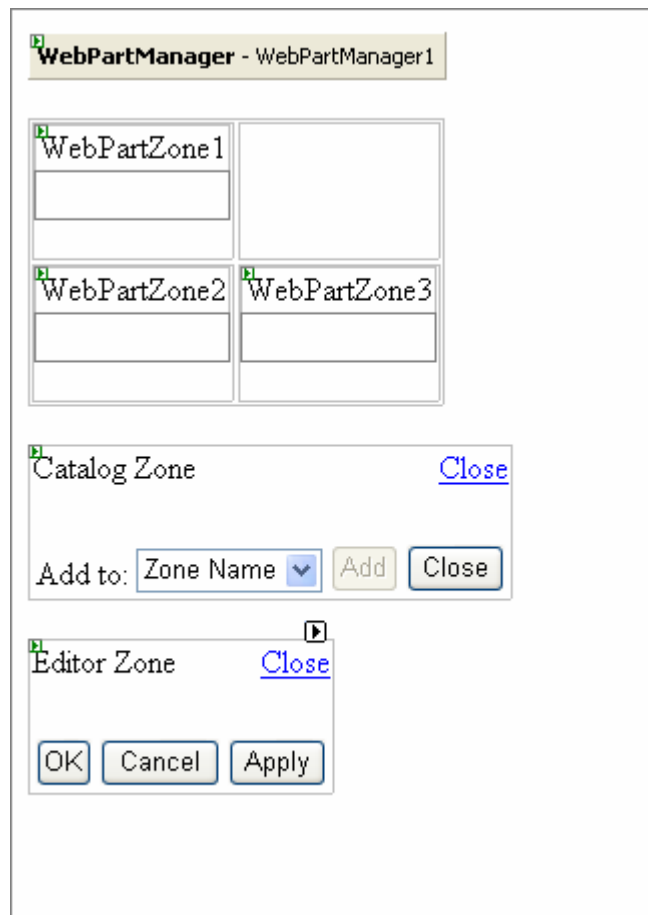 WebPartManager - WebPartManager1
WebPartZone1
WebPartZone2 WebPartZone3
Catalog Zone Close
Add to: Zone Name Add Close
Editor Zone Close
OK Cancel Apply